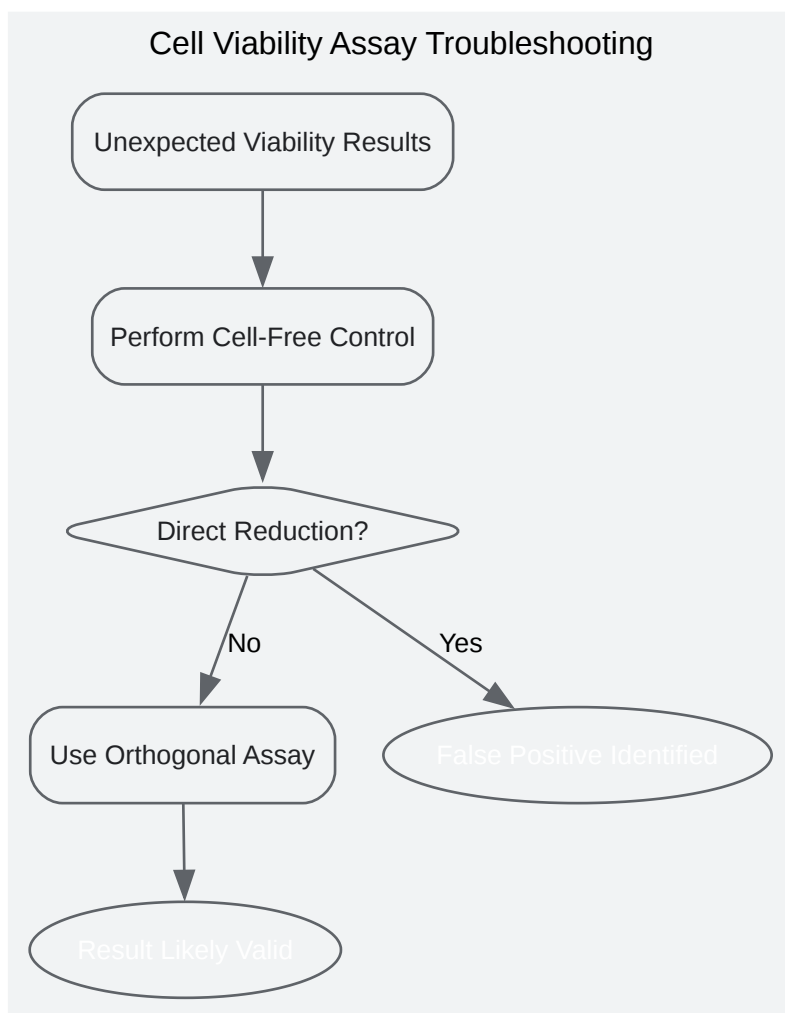 Cell Viability Assay Troubleshooting
Unexpected Viability Results
Perform Cell-Free Control
Direct Reduction?
No
Yes
Use Orthogonal Assay
False Positive Identified
Result Likely Valid